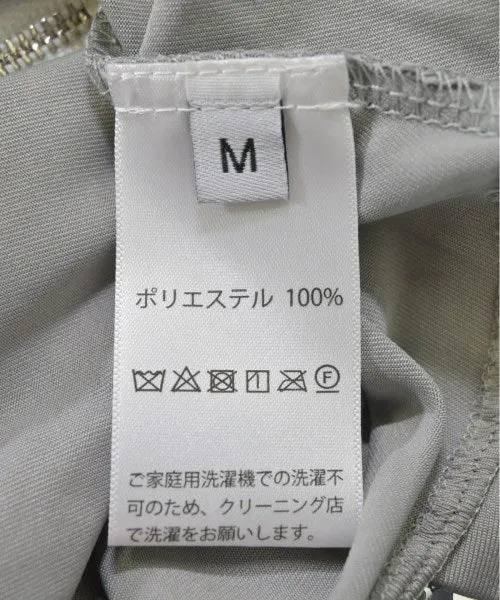 M
ポリエステル 100%
F
ご家庭用洗濯機での洗濯不
可のため、クリーニング店
で洗濯をお願いします。